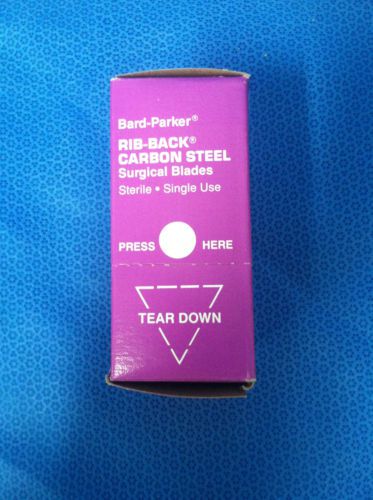 Bard-Parker®
RIB-BACK®
CARBON STEEL
Surgical Blades
Sterile • Single Use
PRESS HERE
TEAR DOWN